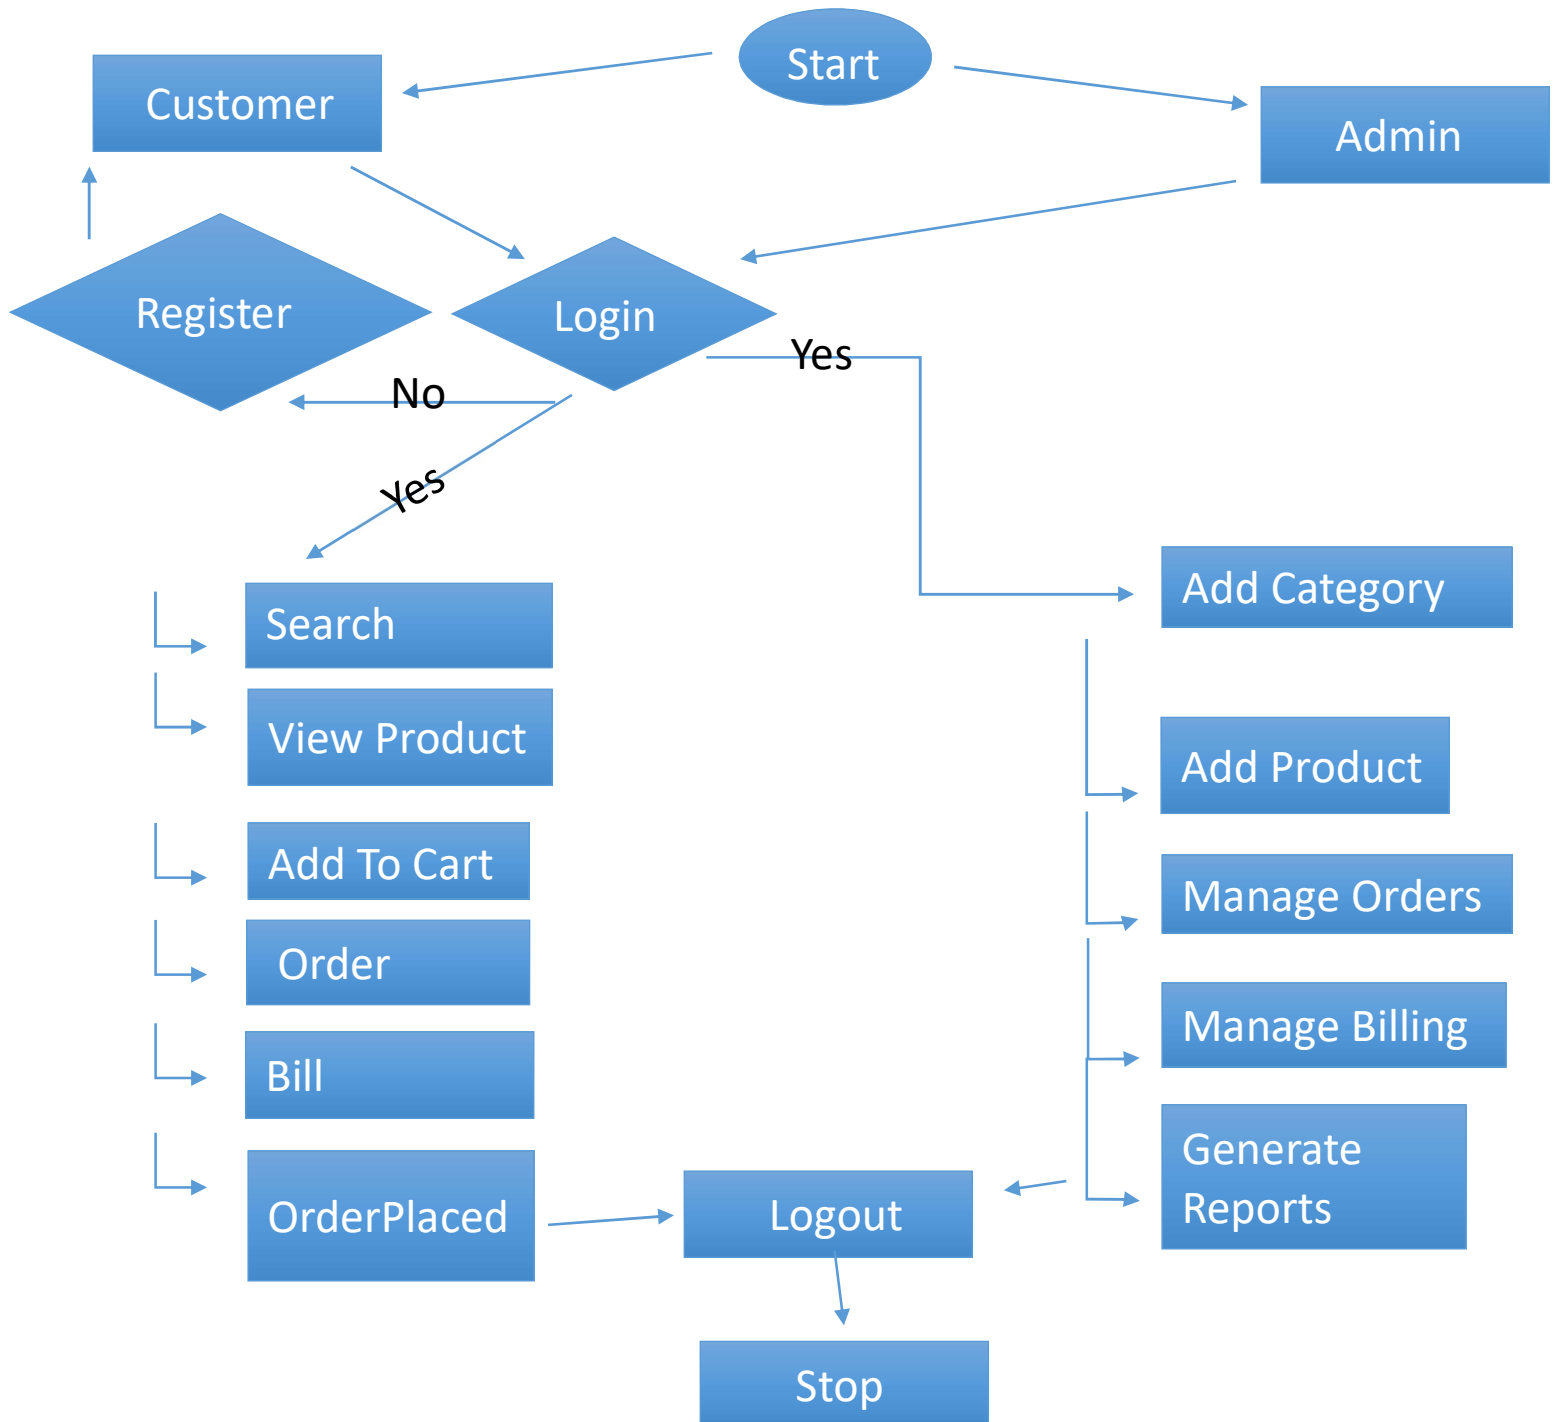 Start
Customer
Admin
Register
Login
Yes
No
Yes
Search
View Product
Add To Cart
Order
Bill
OrderPlaced
Add Category
Add Product
Manage Orders
Manage Billing
Generate
Reports
Logout
Stop